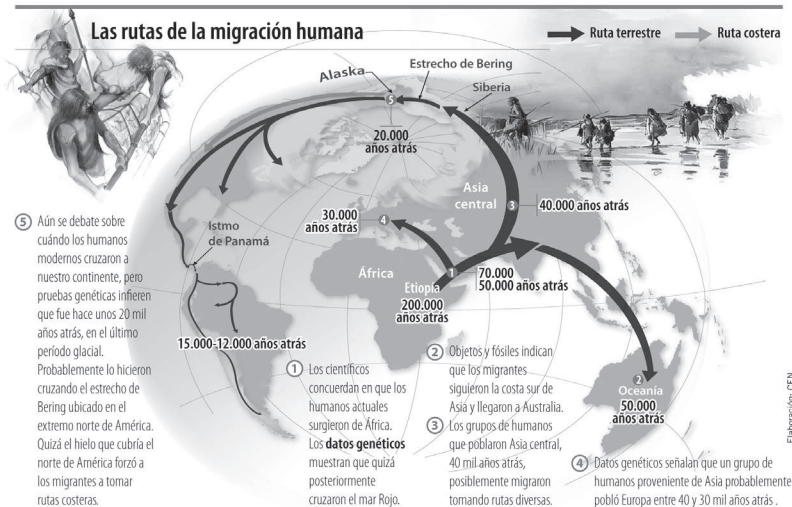 Las rutas de la migración humana
Ruta terrestre
Ruta costera
Alaska
Estrecho de Bering
Siberia
5
20.000
años atrás
Asia
central
3
40.000 años atrás
30.000
años atrás
4
Istmo
de Panamá
África
Etiopía
200.000
años atrás
1
70.000
50.000 años atrás
15.000-12.000 años atrás
2
Oceanía
50.000
años atrás
5 Aún se debate sobre
cuándo los humanos
modernos cruzaron a
nuestro continente, pero
pruebas genéticas infieren
que fue hace unos 20 mil
años atrás, en el último
período glacial.
Probablemente lo hicieron
cruzando el estrecho de
Bering ubicado en el
extremo norte de América.
Quizá el hielo que cubría el
norte de América forzó a
los migrantes a tomar
rutas costeras.
1 Los científicos
concuerdan en que los
humanos actuales
surgieron de África.
Los datos genéticos
muestran que quizá
posteriormente
cruzaron el mar Rojo.
2 Objetos y fósiles indican
que los migrantes
siguieron la costa sur de
Asia y llegaron a Australia.
3 Los grupos de humanos
que poblaron Asia central,
40 mil años atrás,
posiblemente migraron
tomando rutas diversas.
4 Datos genéticos señalan que un grupo de
humanos proveniente de Asia probablemente
pobló Europa entre 40 y 30 mil años atrás .
Elaboración: CEN